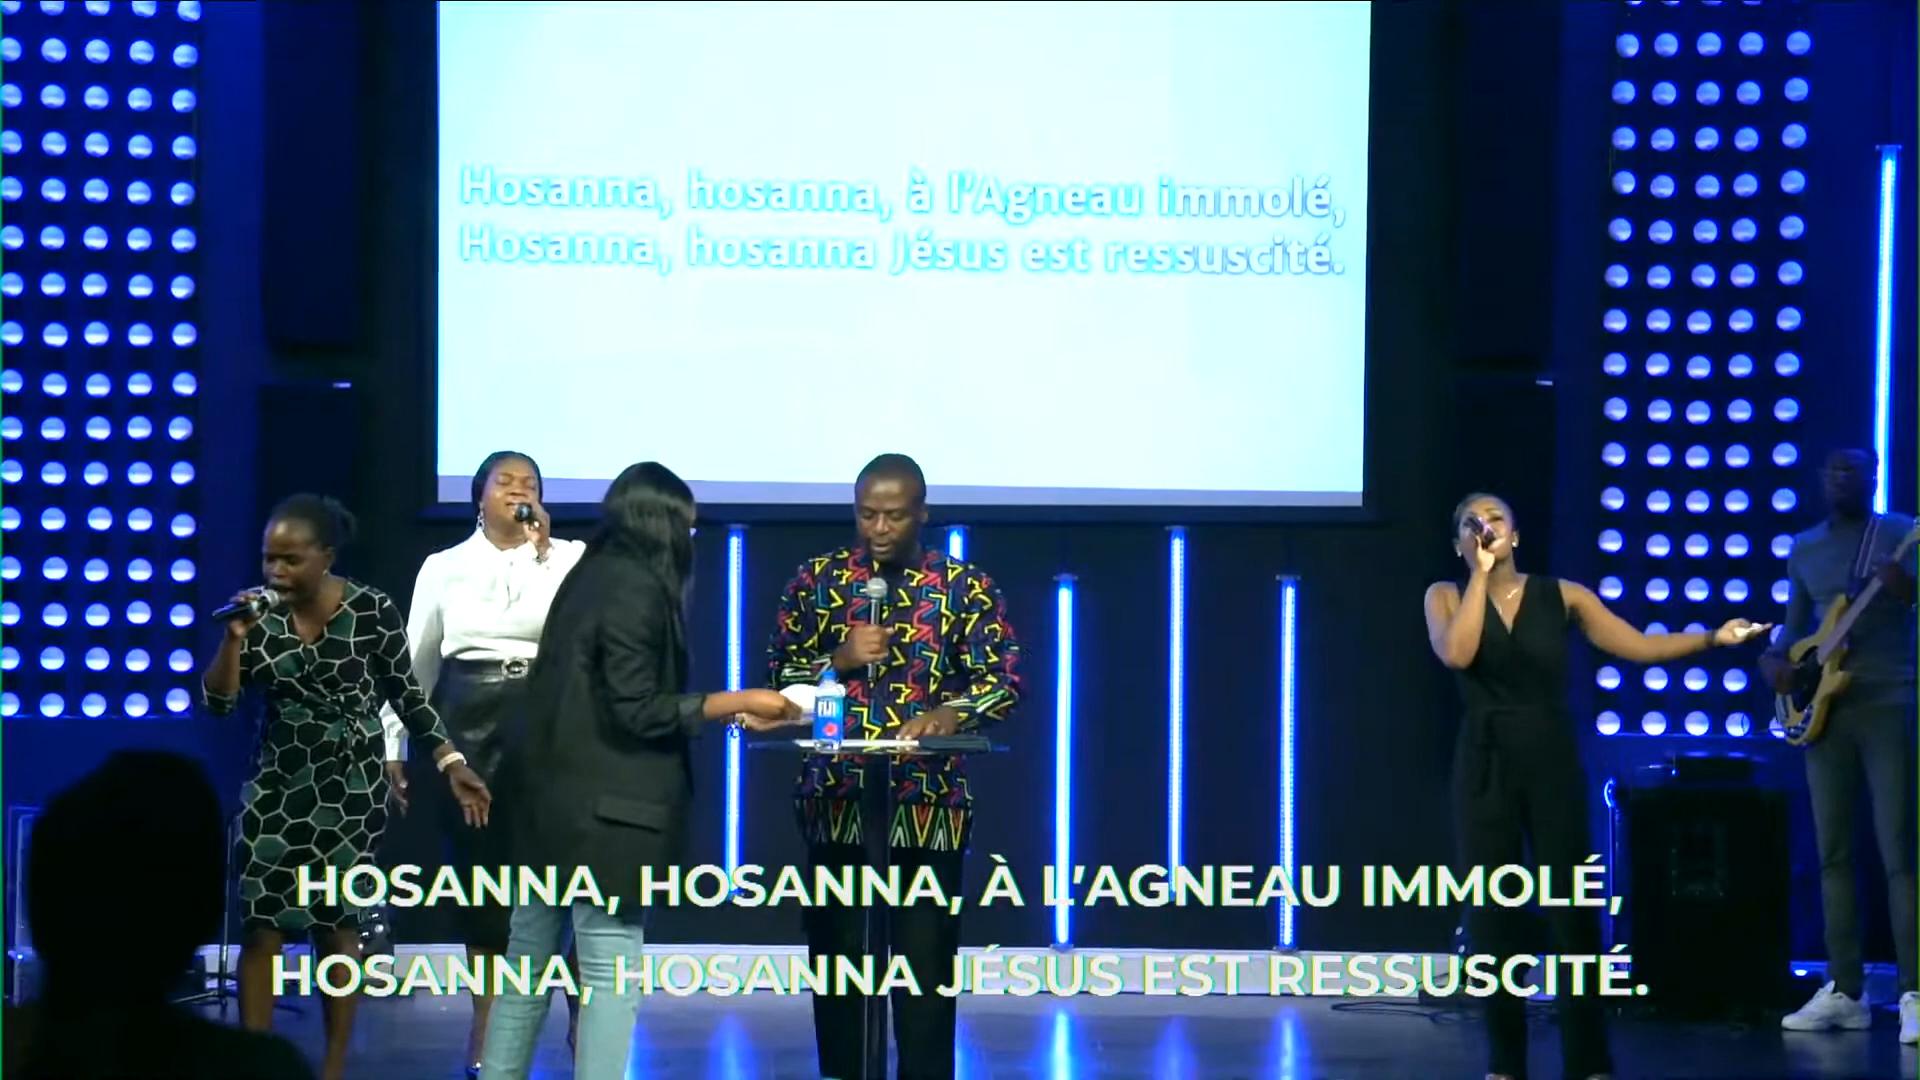 Hosanna, hosanna, à l'Agneau immolé,
Hosanna, hosanna Jésus est ressuscité.
FIJI
HOSANNA, HOSANNA, À L'AGNEAU IMMOLÉ,
HOSANNA, HOSANNA JÉSUS EST RESSUSCITÉ.